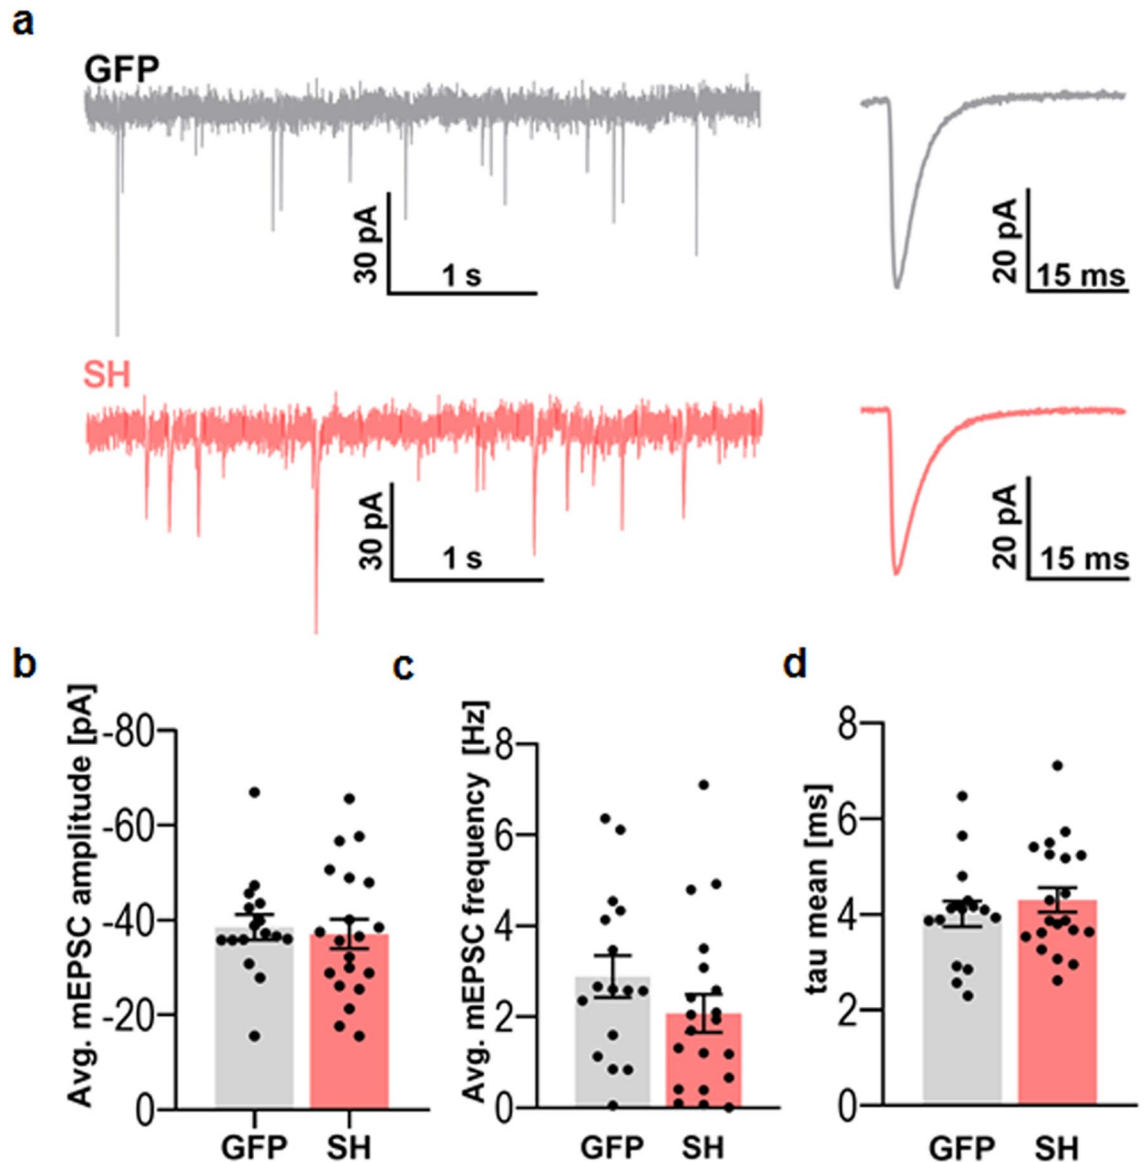 a
GFP
30 pA
1 s
20 pA
15 ms
SH
30 pA
1 s
20 pA
15 ms
b
Avg. mEPSC amplitude [pA]
-80
-60
-40
-20
0
GFP SH
c
Avg. mEPSC frequency [Hz]
8
6
4
2
0
GFP SH
d
tau mean [ms]
8
6
4
2
0
GFP SH